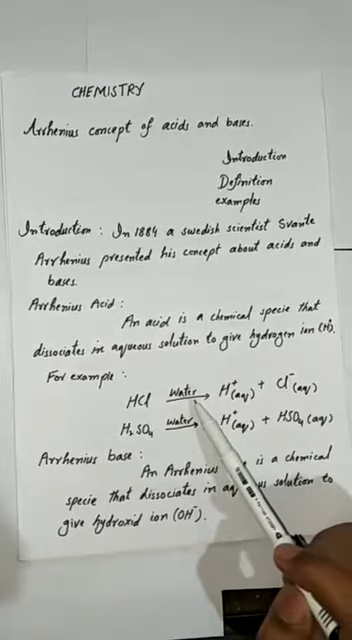 CHEMISTRY
Arrhenius concept of acids and bases.
Introduction
Definition
examples
Introduction : In 1884 a swedish scientist Svante
Arrhenius presented his concept about acids and
bases.
Arrhenius Acid :
An acid is a chemical specie that
dissociates in aqueous solution to give hydrogen ion (H⁺).
For example :
HCl water→ H⁺(aq) + Cl⁻(aq)
H₂SO₄ water→ H⁺(aq) + HSO₄(aq)
Arrhenius base :
An Arrhenius is a chemical
specie that dissociates in solution to
give hydroxid ion (OH⁻).